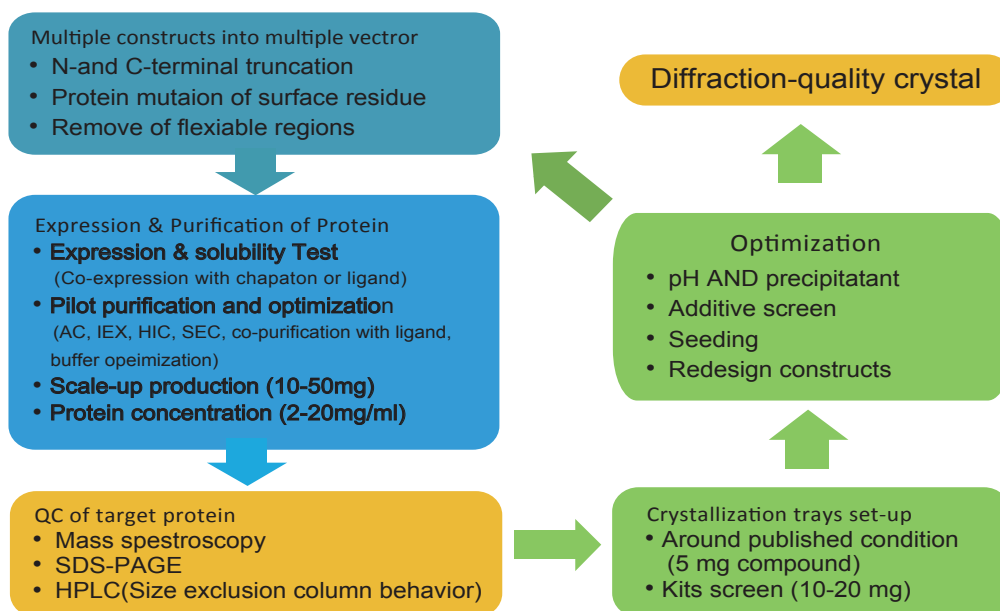 Multiple constructs into multiple vectror
• N-and C-terminal truncation
• Protein mutaion of surface residue
• Remove of flexiable regions
Expression & Purification of Protein
• Expression & solubility Test
(Co-expression with chapaton or ligand)
• Pilot purification and optimization
(AC, IEX, HIC, SEC, co-purification with ligand,
buffer opeimization)
• Scale-up production (10-50mg)
• Protein concentration (2-20mg/ml)
QC of target protein
• Mass spestroscopy
• SDS-PAGE
• HPLC(Size exclusion column behavior)
Crystallization trays set-up
• Around published condition
(5 mg compound)
• Kits screen (10-20 mg)
Optimization
• pH AND precipitatant
• Additive screen
• Seeding
• Redesign constructs
Diffraction-quality crystal